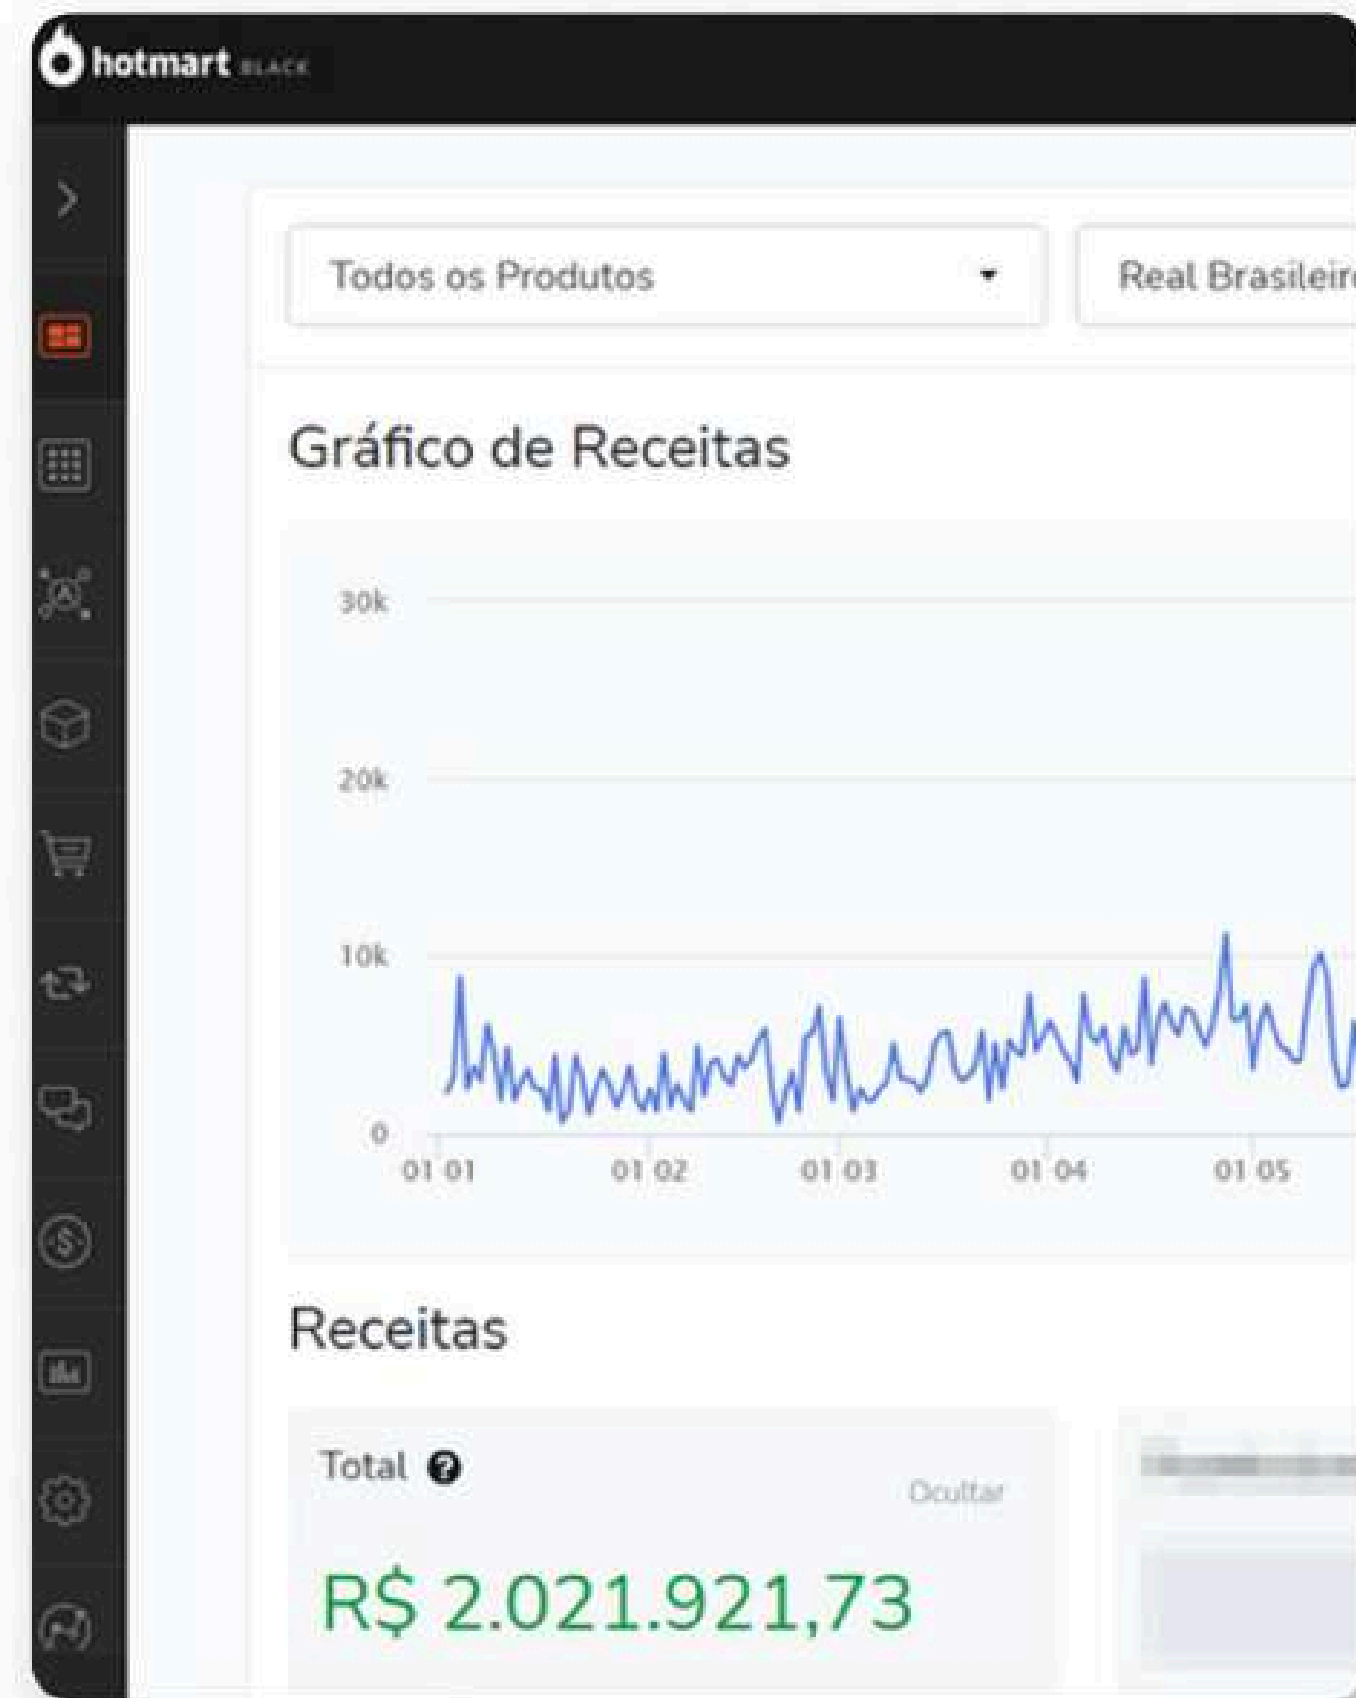 hotmart BLACK
Todos os Produtos
Real Brasileiro
Gráfico de Receitas
30k
20k
10k
0
01 01 01 02 01 03 01 04 01 05
Receitas
Total ?
Ocultar
R$ 2.021.921,73